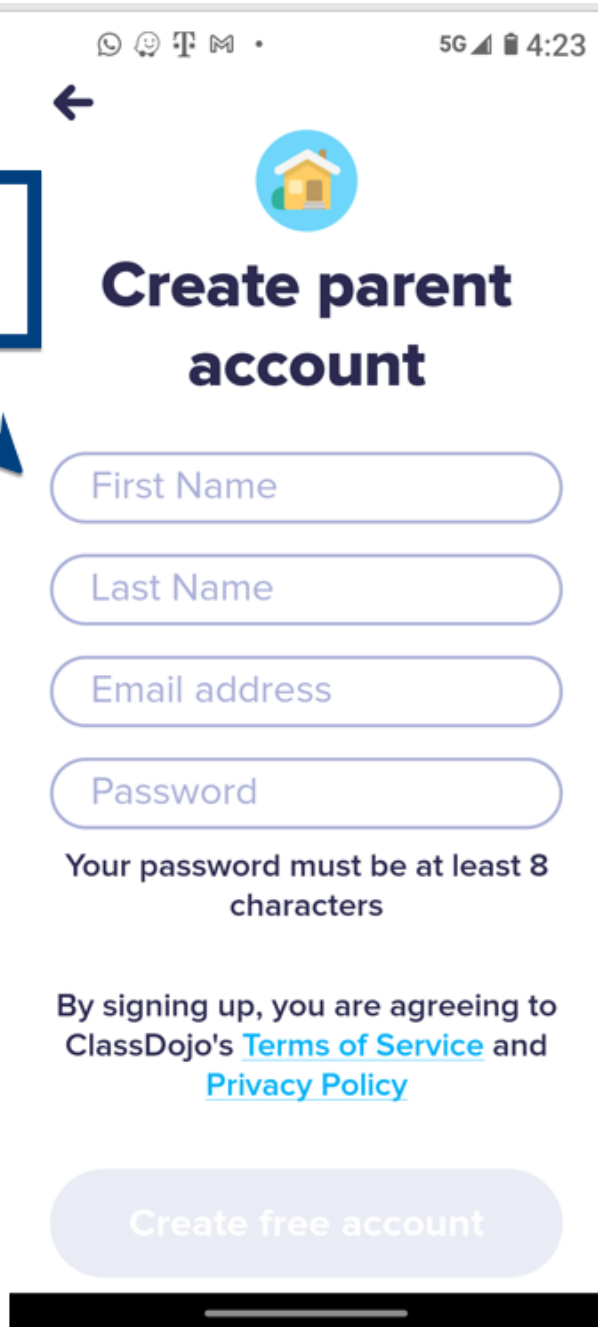 5G 4:23
Create parent
account
First Name
Last Name
Email address
Password
Your password must be at least 8
characters
By signing up, you are agreeing to
ClassDojo's Terms of Service and
Privacy Policy
Create free account